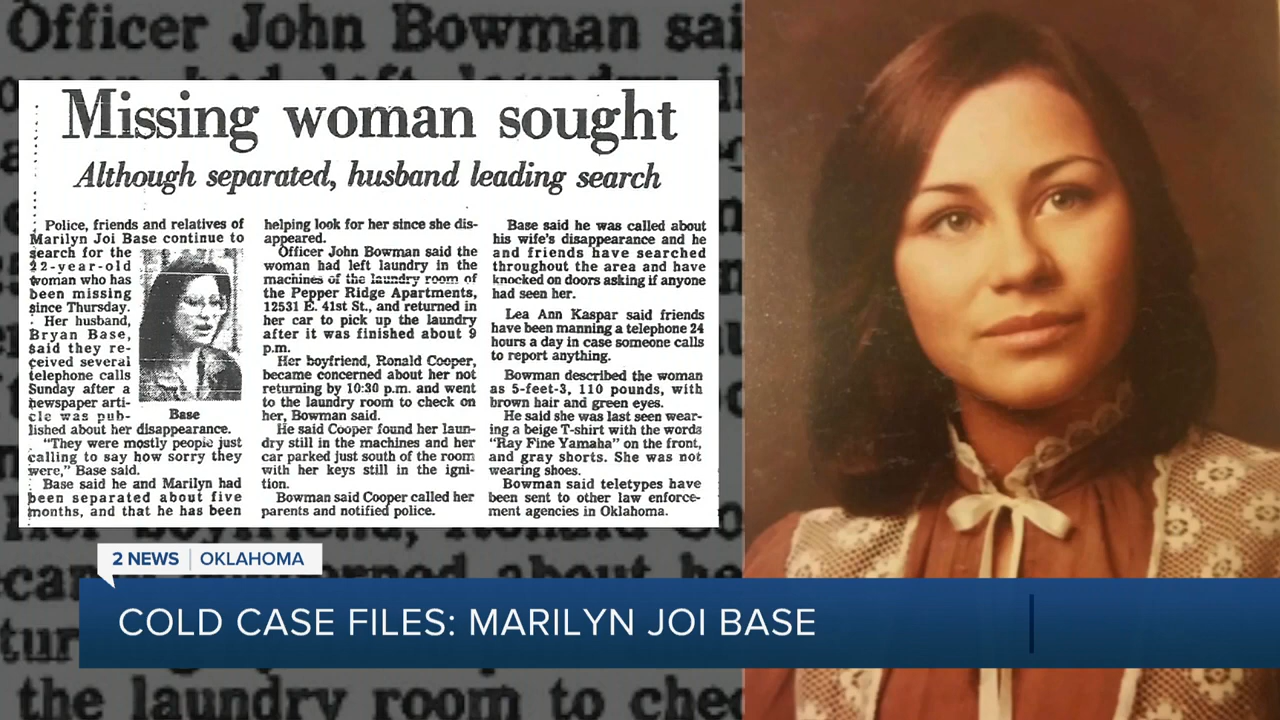 Officer John Bowman sai
Missing woman sought
Although separated, husband leading search
Police, friends and relatives of
Marilyn Joi Base continue to
search for the
22-year-old
woman who has
been missing
since Thursday.
Her husband,
Bryan Base,
said they re-
ceived several
telephone calls
Sunday after a
newspaper arti-
cle was pub-
lished about her disappearance.
"They were mostly people just
calling to say how sorry they
were," Base said.
Base said he and Marilyn had
been separated about five
months, and that he has been
Base
helping look for her since she dis-
appeared.
Officer John Bowman said the
woman had left laundry in the
machines of the laundry room of
the Pepper Ridge Apartments,
12531 E. 41st St., and returned in
her car to pick up the laundry
after it was finished about 9
p.m.
Her boyfriend, Ronald Cooper,
became concerned about her not
returning by 10:30 p.m. and went
to the laundry room to check on
her, Bowman said.
He said Cooper found her laun-
dry still in the machines and her
car parked just south of the room
with her keys still in the igni-
tion.
Bowman said Cooper called her
parents and notified police.
Base said he was called about
his wife's disappearance and he
and friends have searched
throughout the area and have
knocked on doors asking if anyone
had seen her.
Lea Ann Kaspar said friends
have been manning a telephone 24
hours a day in case someone calls
to report anything.
Bowman described the woman
as 5-feet-3, 110 pounds, with
brown hair and green eyes.
He said she was last seen wear-
ing a beige T-shirt with the words
"Ray Fine Yamaha" on the front,
and gray shorts. She was not
wearing shoes.
Bowman said teletypes have
been sent to other law enforce-
ment agencies in Oklahoma.
2 NEWS | OKLAHOMA
COLD CASE FILES: MARILYN JOI BASE
the laundry room to chec